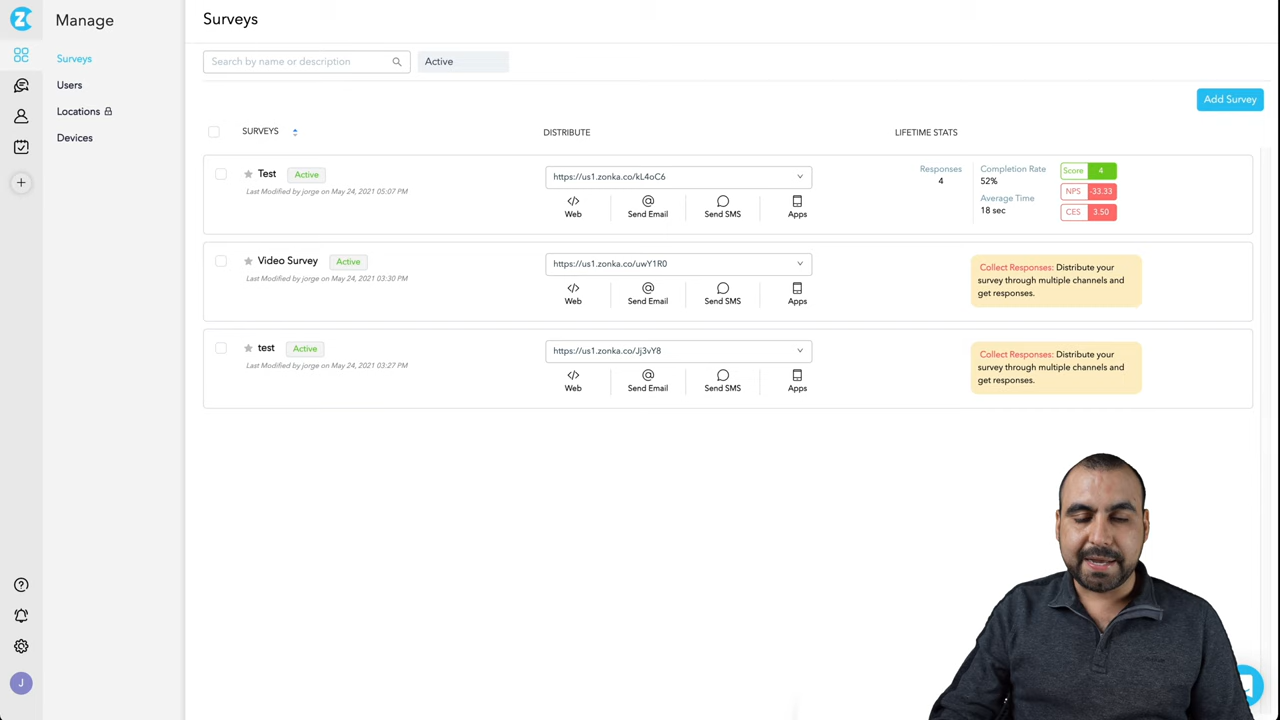 Manage
Surveys
Users
Locations
Devices
J
Surveys
Search by name or description
Active
Add Survey
SURVEYS
DISTRIBUTE
LIFETIME STATS
Test Active
Last Modified by jorge on May 24, 2021 05:07 PM
https://us1.zonka.co/kL4oC6
Web
Send Email
Send SMS
Apps
Responses
4
Completion Rate
52%
Average Time
18 sec
Score 4
NPS -33.33
CES 3.50
Video Survey Active
Last Modified by jorge on May 24, 2021 03:30 PM
https://us1.zonka.co/uwY1R0
Web
Send Email
Send SMS
Apps
Collect Responses: Distribute your
survey through multiple channels and
get responses.
test Active
Last Modified by jorge on May 24, 2021 03:27 PM
https://us1.zonka.co/Jj3vY8
Web
Send Email
Send SMS
Apps
Collect Responses: Distribute your
survey through multiple channels and
get responses.